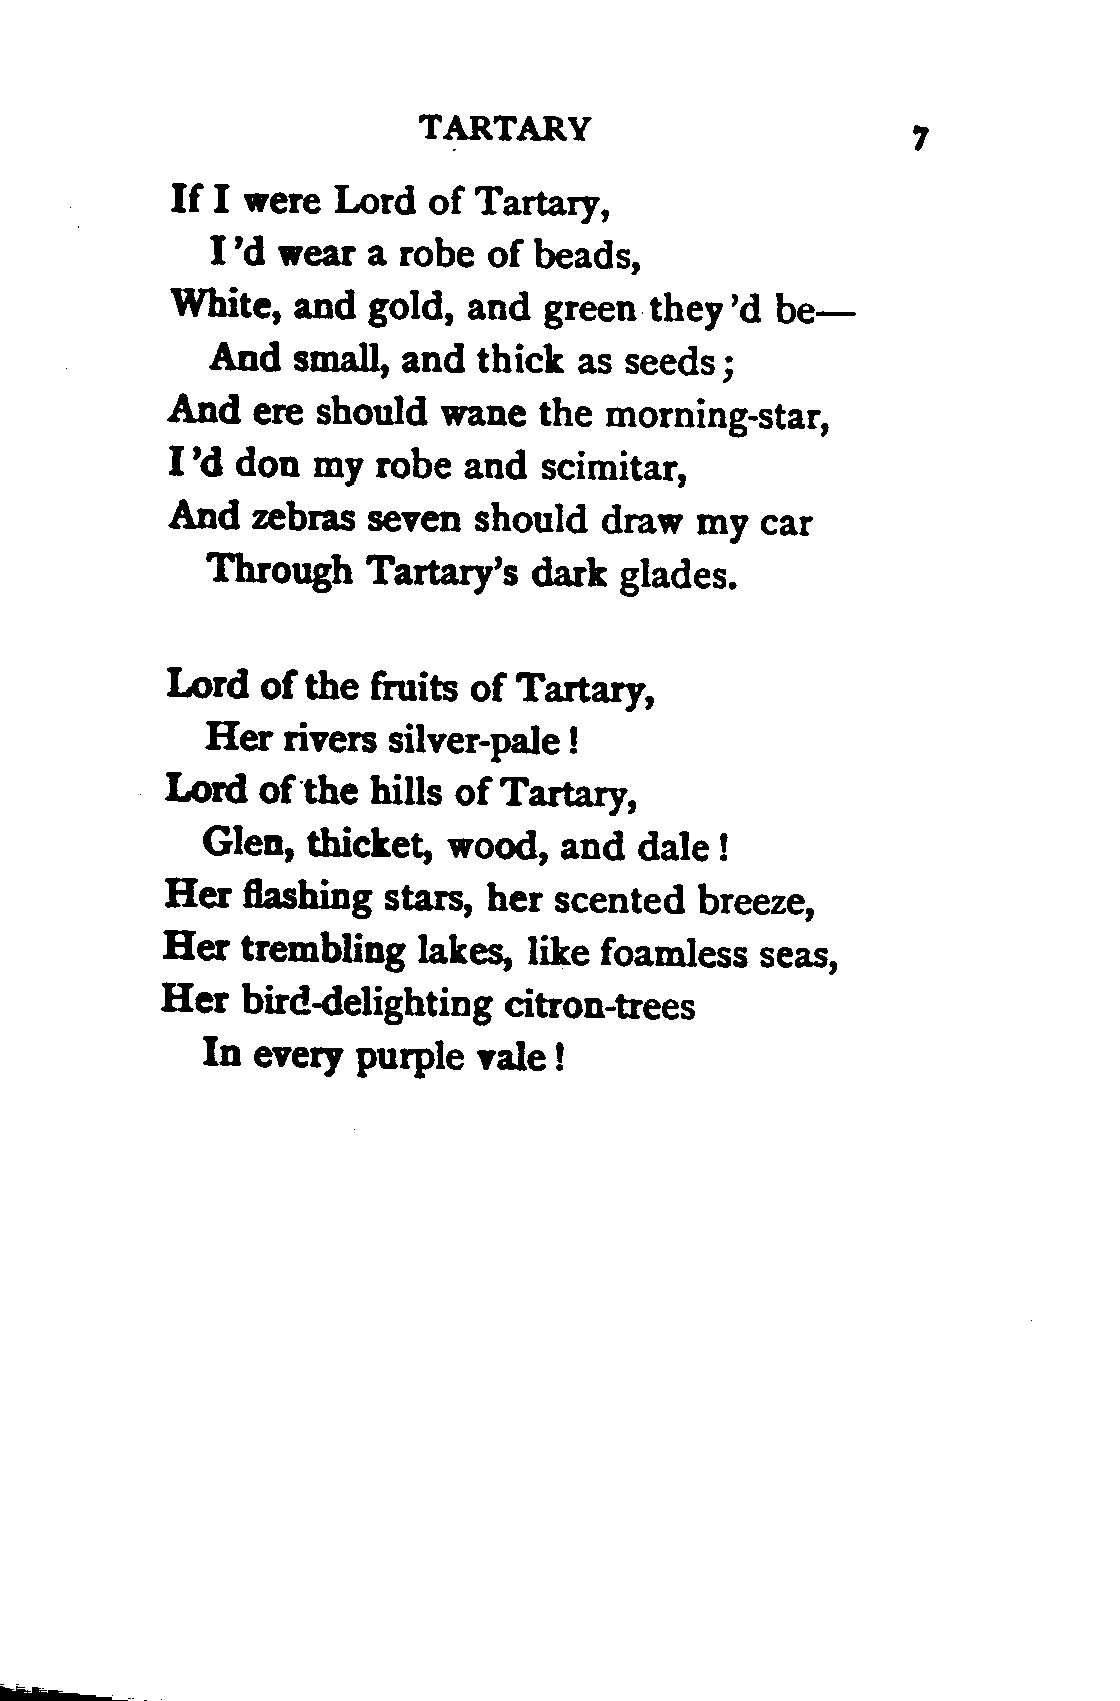 TARTARY 7
If I were Lord of Tartary,
I'd wear a robe of beads,
White, and gold, and green they'd be—
And small, and thick as seeds;
And ere should wane the morning-star,
I'd don my robe and scimitar,
And zebras seven should draw my car
Through Tartary's dark glades.
Lord of the fruits of Tartary,
Her rivers silver-pale!
Lord of the hills of Tartary,
Glen, thicket, wood, and dale!
Her flashing stars, her scented breeze,
Her trembling lakes, like foamless seas,
Her bird-delighting citron-trees
In every purple vale!